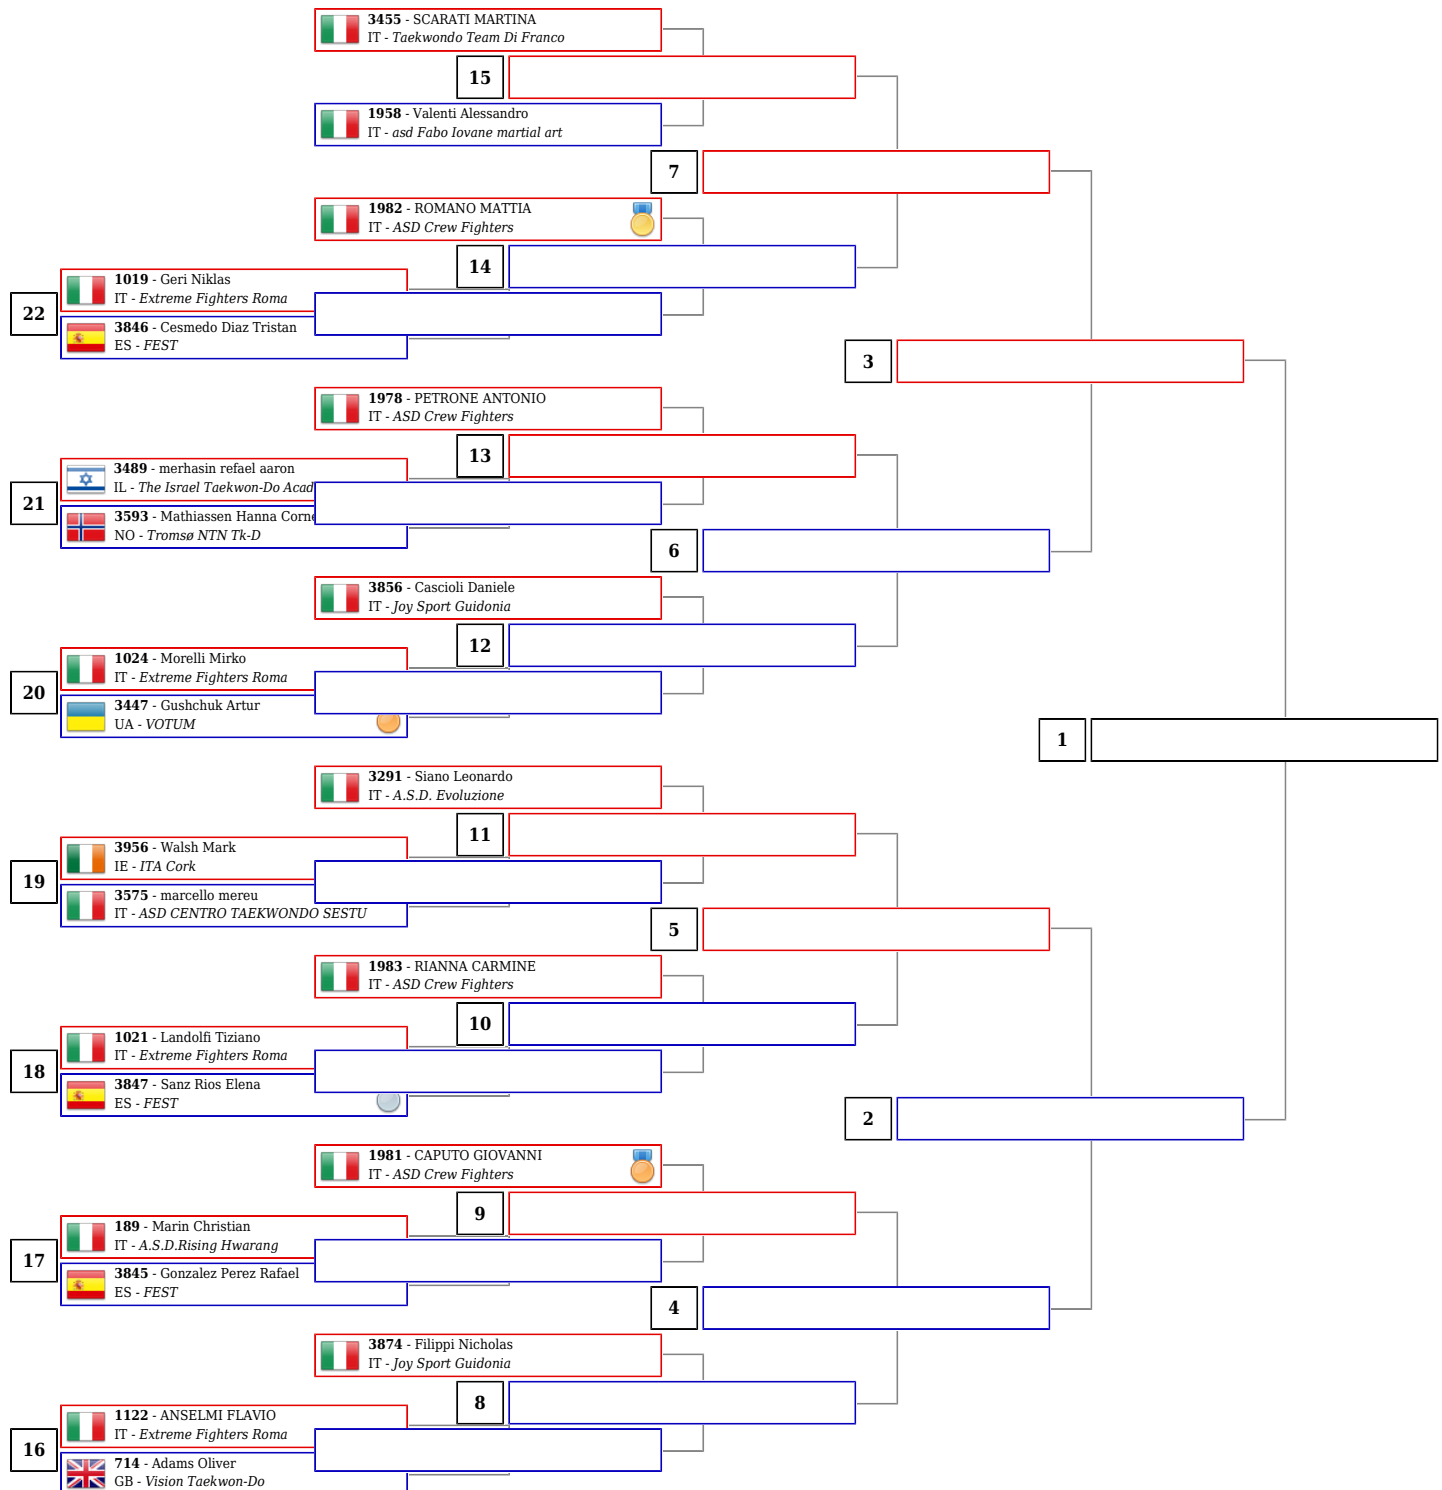 3455 - SCARATI MARTINA
IT - Taekwondo Team Di Franco
15
1958 - Valenti Alessandro
IT - asd Fabo Iovane martial art
7
1982 - ROMANO MATTIA
IT - ASD Crew Fighters
14
1019 - Geri Niklas
IT - Extreme Fighters Roma
22
3846 - Cesmedo Diaz Tristan
ES - FEST
3
1978 - PETRONE ANTONIO
IT - ASD Crew Fighters
13
3489 - merhasin refael aaron
IL - The Israel Taekwon-Do Acad
21
3593 - Mathiassen Hanna Corne
NO - Tromsø NTN Tk-D
6
3856 - Cascioli Daniele
IT - Joy Sport Guidonia
12
1024 - Morelli Mirko
IT - Extreme Fighters Roma
20
3447 - Gushchuk Artur
UA - VOTUM
1
3291 - Siano Leonardo
IT - A.S.D. Evoluzione
11
3956 - Walsh Mark
IE - ITA Cork
19
3575 - marcello mereu
IT - ASD CENTRO TAEKWONDO SESTU
5
1983 - RIANNA CARMINE
IT - ASD Crew Fighters
10
1021 - Landolfi Tiziano
IT - Extreme Fighters Roma
18
3847 - Sanz Rios Elena
ES - FEST
2
1981 - CAPUTO GIOVANNI
IT - ASD Crew Fighters
9
189 - Marin Christian
IT - A.S.D.Rising Hwarang
17
3845 - Gonzalez Perez Rafael
ES - FEST
4
3874 - Filippi Nicholas
IT - Joy Sport Guidonia
8
1122 - ANSELMI FLAVIO
IT - Extreme Fighters Roma
16
714 - Adams Oliver
GB - Vision Taekwon-Do